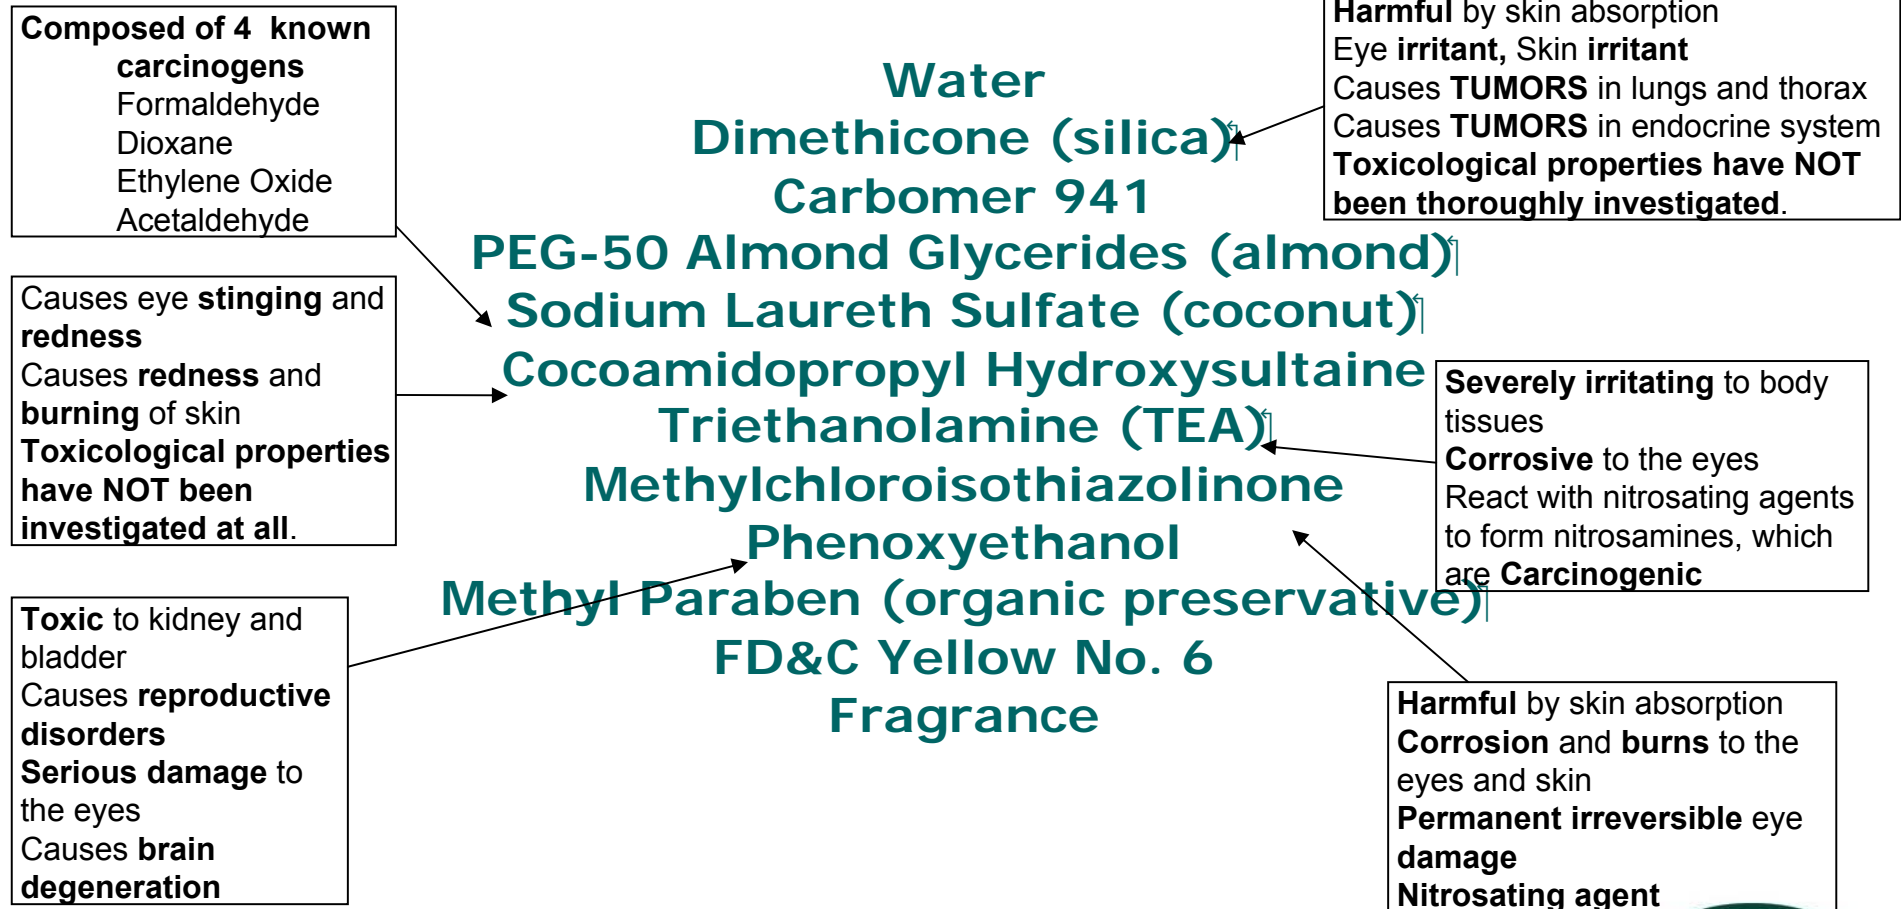 Composed of 4 known
carcinogens
Formaldehyde
Dioxane
Ethylene Oxide
Acetaldehyde
Causes eye stinging and
redness
Causes redness and
burning of skin
Toxicological properties
have NOT been
investigated at all.
Toxic to kidney and
bladder
Causes reproductive
disorders
Serious damage to
the eyes
Causes brain
degeneration
Water
Dimethicone (silica)
Carbomer 941
PEG-50 Almond Glycerides (almond)
Sodium Laureth Sulfate (coconut)
Cocoamidopropyl Hydroxysultaine
Triethanolamine (TEA)
Methylchloroisothiazolinone
Phenoxyethanol
Methyl Paraben (organic preservative)
FD&C Yellow No. 6
Fragrance
Harmful by skin absorption
Eye irritant, Skin irritant
Causes TUMORS in lungs and thorax
Causes TUMORS in endocrine system
Toxicological properties have NOT
been thoroughly investigated.
Severely irritating to body
tissues
Corrosive to the eyes
React with nitrosating agents
to form nitrosamines, which
are Carcinogenic
Harmful by skin absorption
Corrosion and burns to the
eyes and skin
Permanent irreversible eye
damage
Nitrosating agent